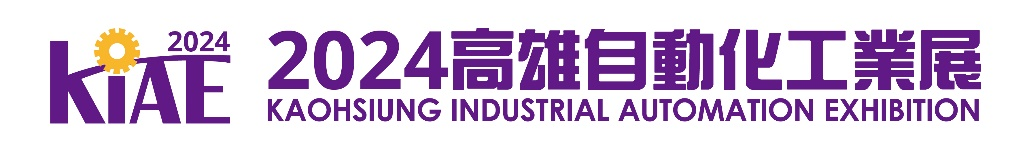 2024
KIAE
2024高雄自動化工業展
KAOHSIUNG INDUSTRIAL AUTOMATION EXHIBITION